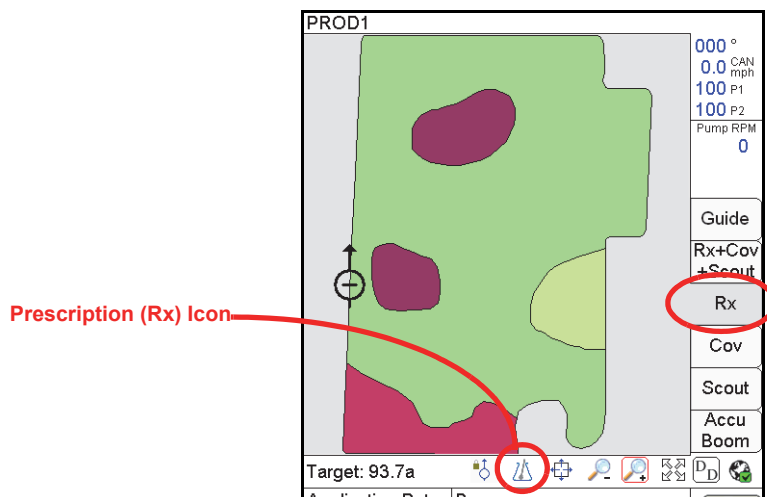 PROD1
000 °
0.0 CAN mph
100 P1
100 P2
Pump RPM
0
Guide
Rx+Cov
+Scout
Prescription (Rx) Icon
Rx
Cov
Scout
Accu
Boom
Target: 93.7a
DD